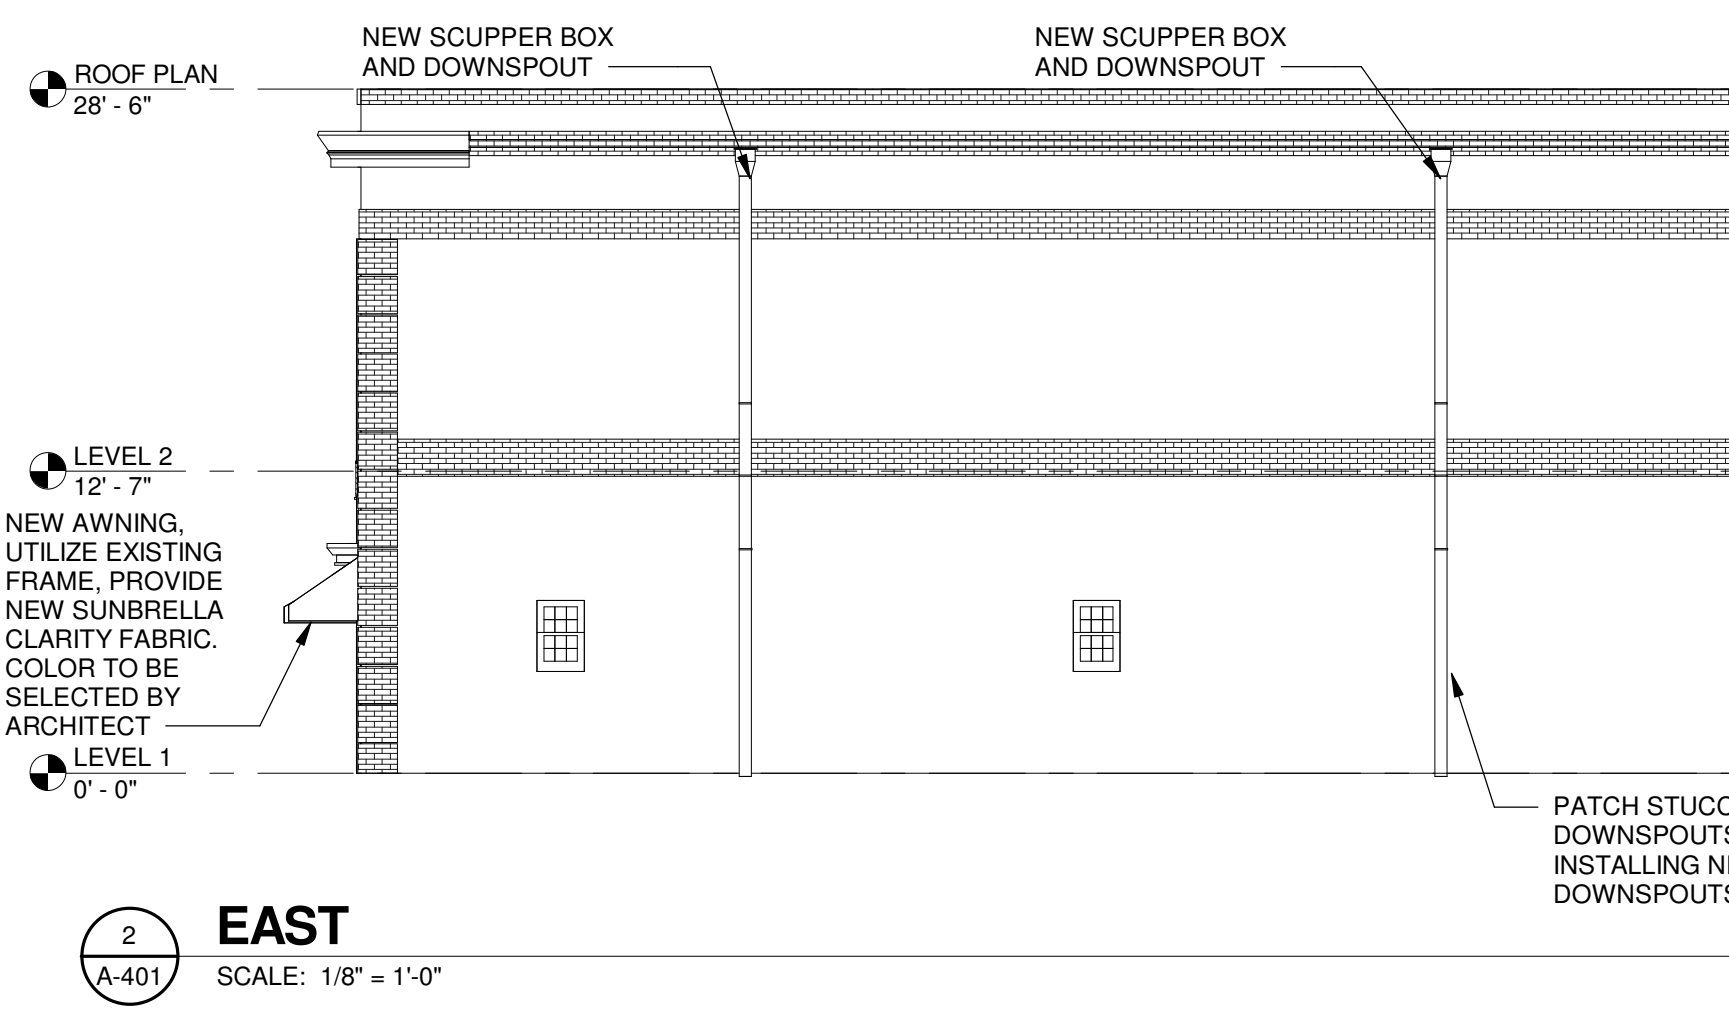 NEW SCUPPER BOX
AND DOWNSPOUT
NEW SCUPPER BOX
AND DOWNSPOUT
ROOF PLAN
28' - 6"
LEVEL 2
12' - 7"
NEW AWNING,
UTILIZE EXISTING
FRAME, PROVIDE
NEW SUNBRELLA
CLARITY FABRIC.
COLOR TO BE
SELECTED BY
ARCHITECT
LEVEL 1
0' - 0"
PATCH
INSTALLING
2
A-401
EAST
SCALE: 1/8" = 1'-0"